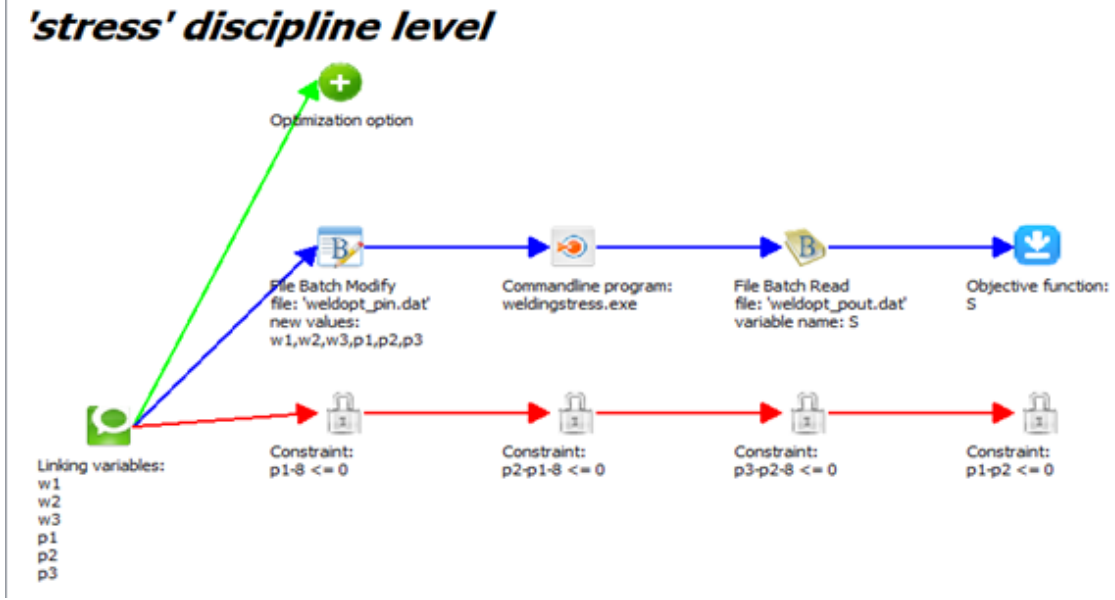 'stress' discipline level
Optimization option
File Batch Modify
file: 'weldopt_pin.dat'
new values:
w1,w2,w3,p1,p2,p3
Commandline program:
weldingstress.exe
File Batch Read
file: 'weldopt_pout.dat'
variable name: S
Objective function:
S
Linking variables:
w1
w2
w3
p1
p2
p3
Constraint:
p1-8 <= 0
Constraint:
p2-p1-8 <= 0
Constraint:
p3-p2-8 <= 0
Constraint:
p1-p2 <= 0